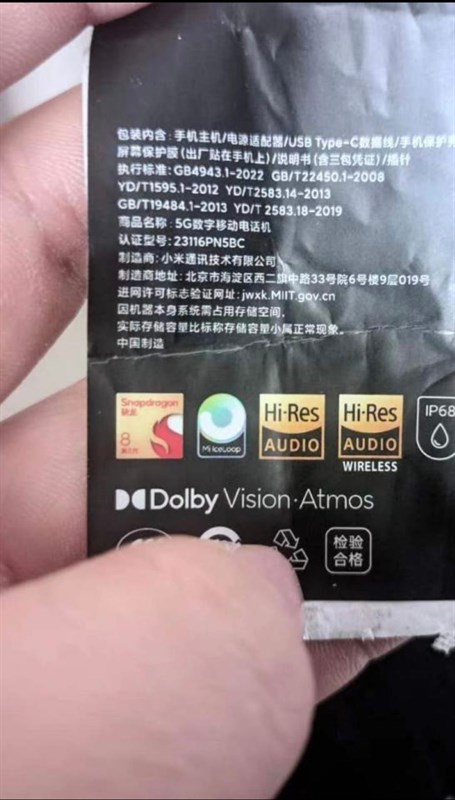 包装内含：手机主机/电源适配器/USB Type-C数据线/手机保护壳
屏幕保护膜（出厂贴在手机上）/说明书（含三包凭证）/插针
执行标准：GB4943.1-2022 GB/T22450.1-2008
YD/T1595.1-2012 YD/T2583.14-2013
GB/T19484.1-2013 YD/T 2583.18-2019
商品名称：5G数字移动电话机
认证型号：23116PN5BC
制造商：小米通讯技术有限公司
制造商地址：北京市海淀区西二旗中路33号院6号楼9层019号
进网许可标志验证网址：jwxk.MIIT.gov.cn
因机器本身系统需占用存储空间，
实际存储容量比标称存储容量小属正常现象。
中国制造
Snapdragon
骁龙
8
Mi IceLoop
Hi·Res
AUDIO
Hi·Res
AUDIO
WIRELESS
IP68
Dolby Vision·Atmos
检验
合格